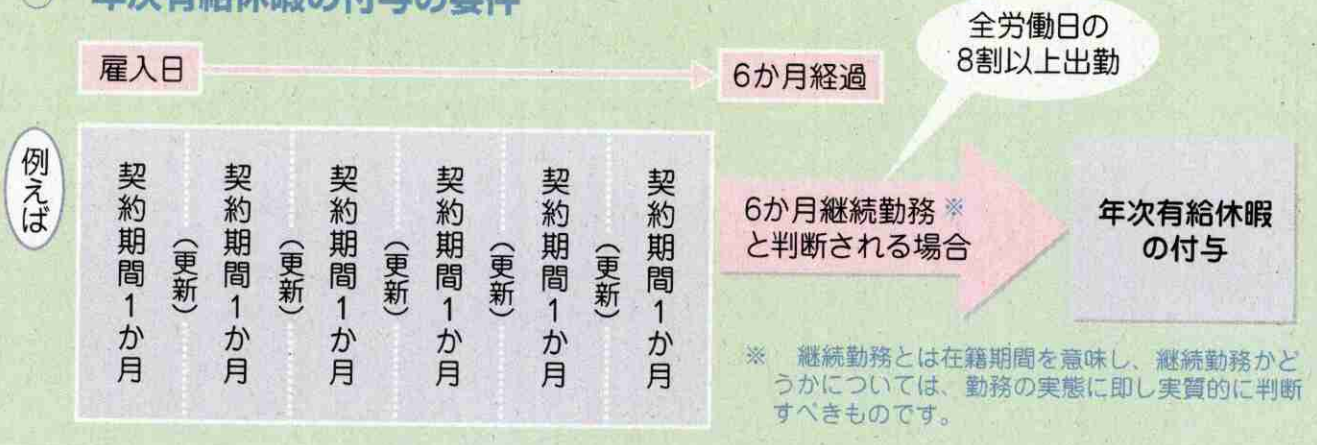 年次有給休暇の付与の要件
全労働日の
8割以上出勤
雇入日
6か月経過
例えば
契約期間1か月
(更新)
契約期間1か月
(更新)
契約期間1か月
(更新)
契約期間1か月
(更新)
契約期間1か月
(更新)
契約期間1か月
6か月継続勤務※
と判断される場合
年次有給休暇
の付与
※ 継続勤務とは在籍期間を意味し、継続勤務かど
うかについては、勤務の実態に即し実質的に判断
すべきものです。